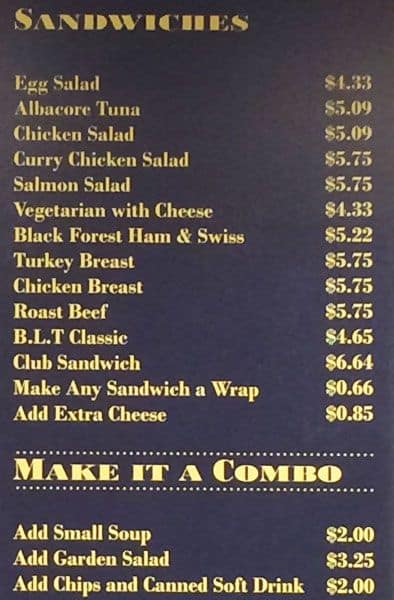 SANDWICHES
Egg Salad $4.33
Albacore Tuna $5.09
Chicken Salad $5.09
Curry Chicken Salad $5.75
Salmon Salad $5.75
Vegetarian with Cheese $4.33
Black Forest Ham & Swiss $5.22
Turkey Breast $5.75
Chicken Breast $5.75
Roast Beef $5.75
B.L.T Classic $4.65
Club Sandwich $6.64
Make Any Sandwich a Wrap $0.66
Add Extra Cheese $0.85
MAKE IT A COMBO
Add Small Soup $2.00
Add Garden Salad $3.25
Add Chips and Canned Soft Drink $2.00